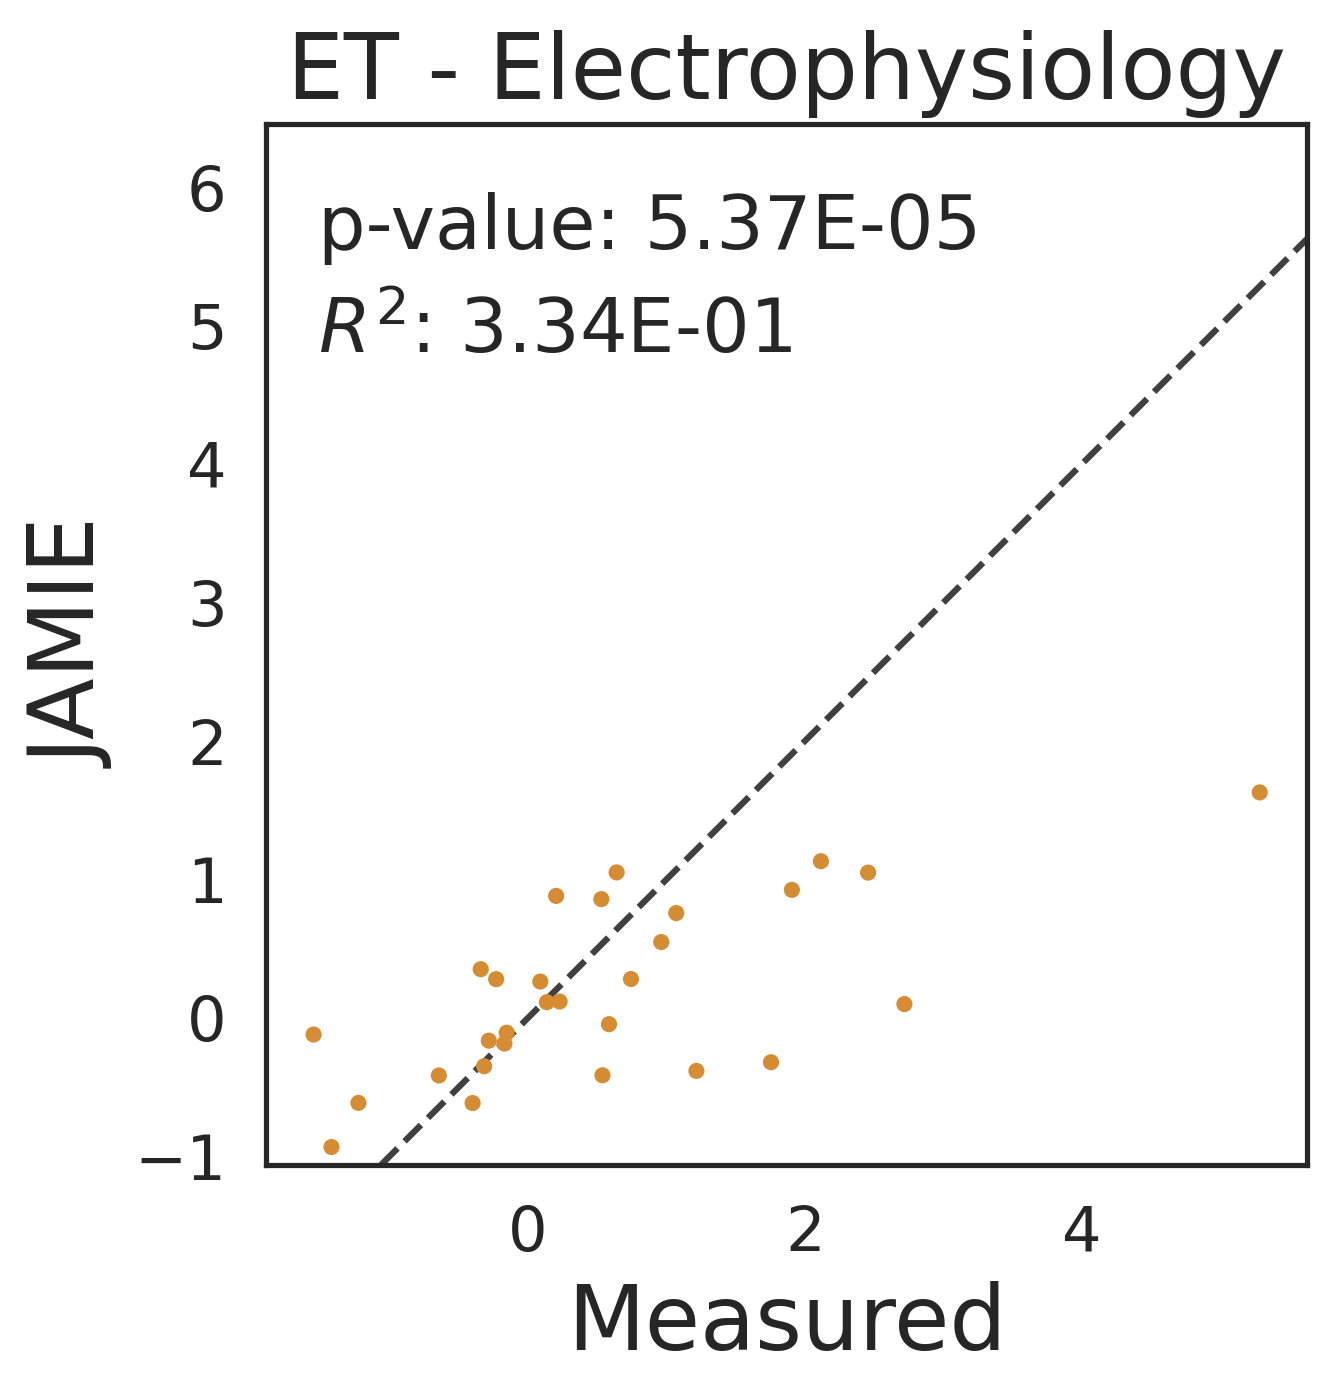 ET - Electrophysiology
p-value: 5.37E-05
R²: 3.34E-01
6
5
4
3
2
1
0
−1
JAMIE
0 2 4
Measured